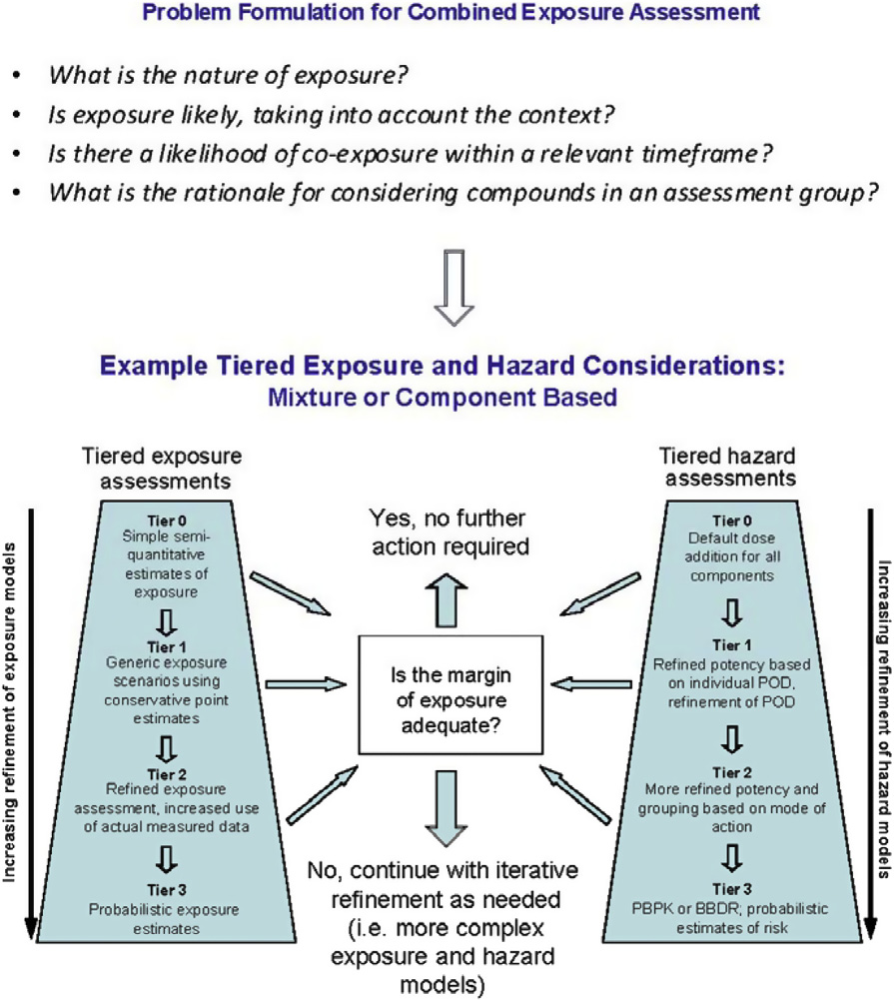 Problem Formulation for Combined Exposure Assessment
• What is the nature of exposure?
• Is exposure likely, taking into account the context?
• Is there a likelihood of co-exposure within a relevant timeframe?
• What is the rationale for considering compounds in an assessment group?
Example Tiered Exposure and Hazard Considerations:
Mixture or Component Based
Tiered exposure
assessments
Increasing refinement of exposure models
Tier 0
Simple semi-
quantitative
estimates of
exposure
Tier 1
Generic exposure
scenarios using
conservative point
estimates
Tier 2
Refined exposure
assessment, increased use
of actual measured data
Tier 3
Probabilistic exposure
estimates
Yes, no further
action required
Is the margin
of exposure
adequate?
No, continue with iterative
refinement as needed
(i.e. more complex
exposure and hazard
models)
Tiered hazard
assessments
Tier 0
Default dose
addition for all
components
Tier 1
Refined potency based
on individual POD,
refinement of POD
Tier 2
More refined potency and
grouping based on mode of
action
Tier 3
PBPK or BBDR; probabilistic
estimates of risk
Increasing refinement of hazard models